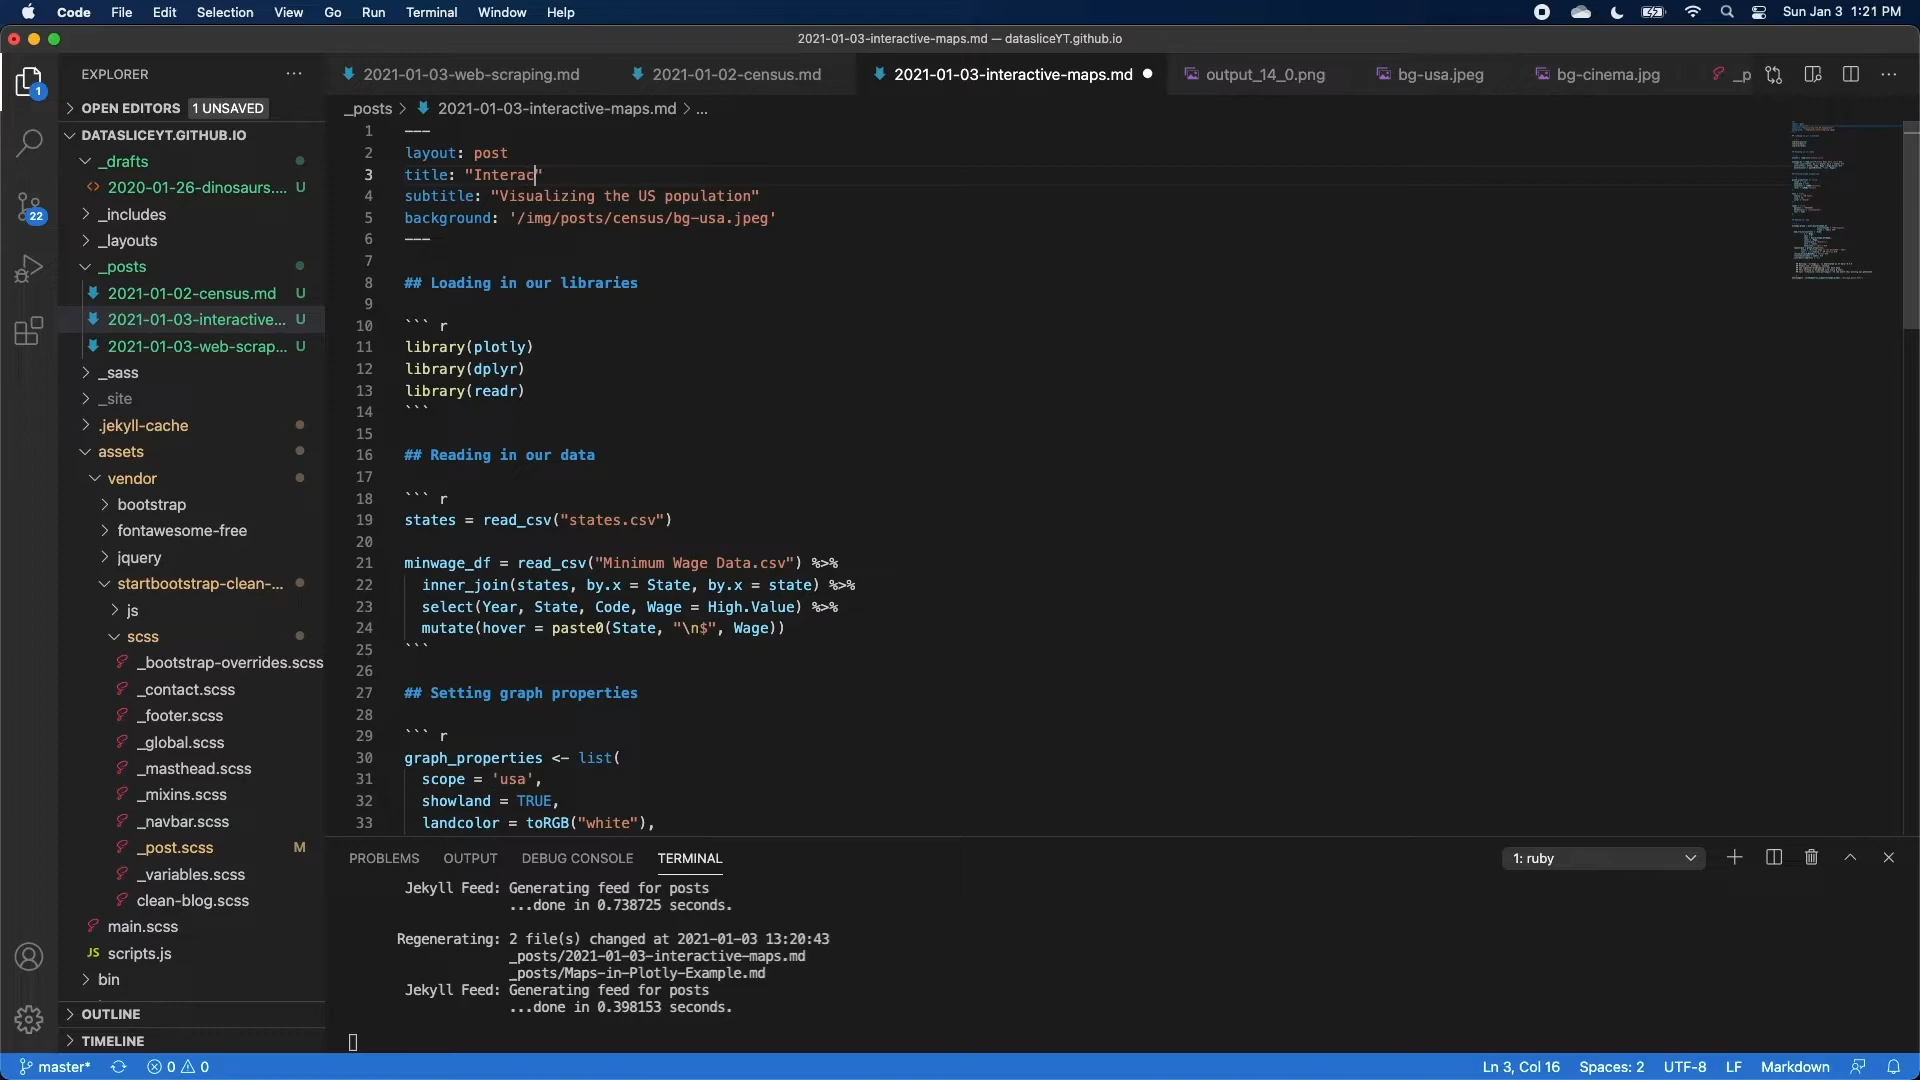 Code File Edit Selection View Go Run Terminal Window Help Sun Jan 3 1:21 PM
2021-01-03-interactive-maps.md — datasliceYT.github.io
EXPLORER ···
2021-01-03-web-scraping.md 2021-01-02-census.md 2021-01-03-interactive-maps.md output_14_0.png bg-usa.jpeg bg-cinema.jpg _p
OPEN EDITORS 1 UNSAVED
_posts > 2021-01-03-interactive-maps.md > ...
DATASLICEYT.GITHUB.IO
_drafts
2020-01-26-dinosaurs.... U
_includes
_layouts
_posts
2021-01-02-census.md U
2021-01-03-interactive... U
2021-01-03-web-scrap... U
_sass
_site
.jekyll-cache
assets
vendor
bootstrap
fontawesome-free
jquery
startbootstrap-clean-...
js
scss
_bootstrap-overrides.scss
_contact.scss
_footer.scss
_global.scss
_masthead.scss
_mixins.scss
_navbar.scss
_post.scss M
_variables.scss
clean-blog.scss
main.scss
JS scripts.js
bin
OUTLINE
TIMELINE
1
22
1 ---
2 layout: post
3 title: "Interac"
4 subtitle: "Visualizing the US population"
5 background: '/img/posts/census/bg-usa.jpeg'
6 ---
7
8 ## Loading in our libraries
9
10 ``` r
11 library(plotly)
12 library(dplyr)
13 library(readr)
14 ```
15
16 ## Reading in our data
17
18 ``` r
19 states = read_csv("states.csv")
20
21 minwage_df = read_csv("Minimum Wage Data.csv") %>%
22 inner_join(states, by.x = State, by.x = state) %>%
23 select(Year, State, Code, Wage = High.Value) %>%
24 mutate(hover = paste0(State, "\n$", Wage))
25 ```
26
27 ## Setting graph properties
28
29 ``` r
30 graph_properties <- list(
31 scope = 'usa',
32 showland = TRUE,
33 landcolor = toRGB("white"),
PROBLEMS OUTPUT DEBUG CONSOLE TERMINAL 1: ruby
Jekyll Feed: Generating feed for posts
...done in 0.738725 seconds.
Regenerating: 2 file(s) changed at 2021-01-03 13:20:43
_posts/2021-01-03-interactive-maps.md
_posts/Maps-in-Plotly-Example.md
Jekyll Feed: Generating feed for posts
...done in 0.398153 seconds.
master* 0 0 Ln 3, Col 16 Spaces: 2 UTF-8 LF Markdown